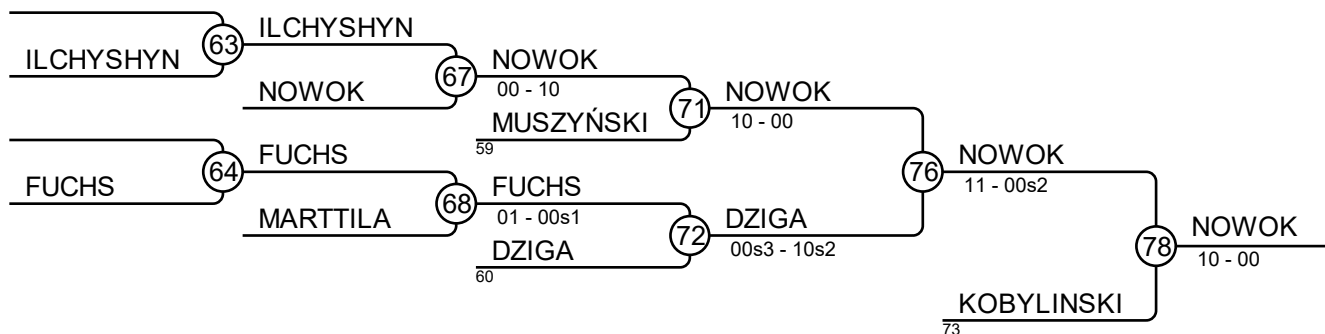 ILCHYSHYN
63
ILCHYSHYN
NOWOK
67
NOWOK
00 - 10
MUSZYŃSKI
59
71
NOWOK
10 - 00
FUCHS
64
FUCHS
MARTTILA
68
FUCHS
01 - 00s1
DZIGA
60
72
DZIGA
00s3 - 10s2
76
NOWOK
11 - 00s2
KOBYLINSKI
73
78
NOWOK
10 - 00